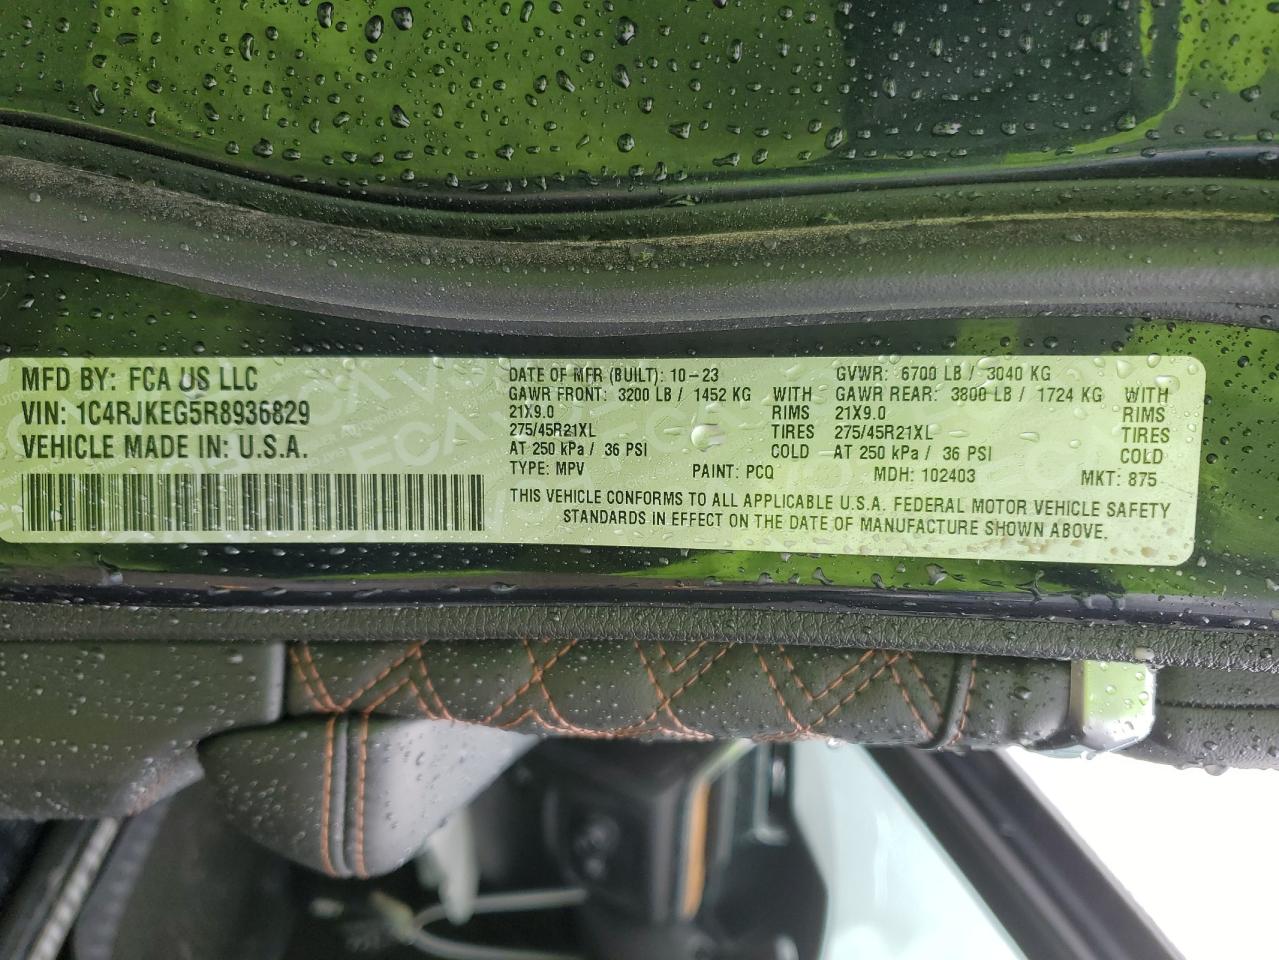 MFD BY: FCA US LLC
VIN: 1C4RJKEG5R8936829
VEHICLE MADE IN: U.S.A.
DATE OF MFR (BUILT): 10-23 GVWR: 6700 LB / 3040 KG
GAWR FRONT: 3200 LB / 1452 KG WITH GAWR REAR: 3800 LB / 1724 KG WITH
21X9.0 RIMS 21X9.0 RIMS
275/45R21XL TIRES 275/45R21XL TIRES
AT 250 kPa / 36 PSI COLD AT 250 kPa / 36 PSI COLD
TYPE: MPV PAINT: PCQ MDH: 102403 MKT: 875
THIS VEHICLE CONFORMS TO ALL APPLICABLE U.S.A. FEDERAL MOTOR VEHICLE SAFETY
STANDARDS IN EFFECT ON THE DATE OF MANUFACTURE SHOWN ABOVE.